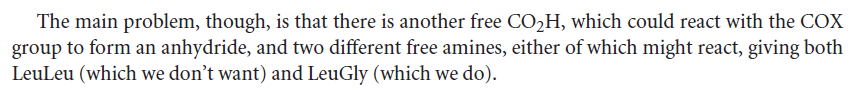 The main problem, though, is that there is another free CO₂H, which could react with the COX
group to form an anhydride, and two different free amines, either of which might react, giving both
LeuLeu (which we don’t want) and LeuGly (which we do).